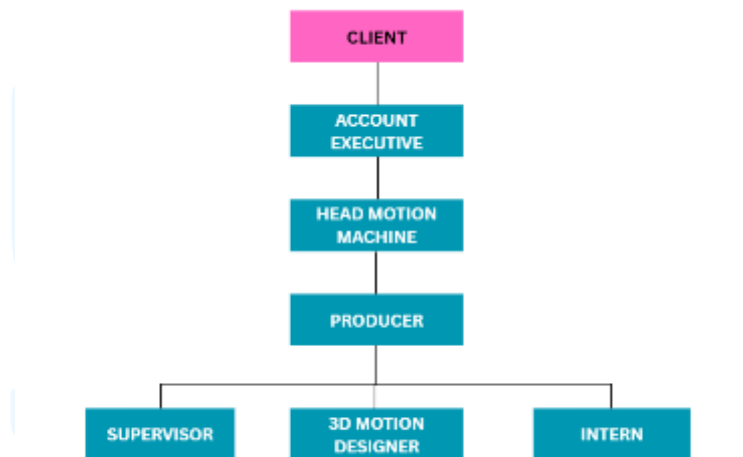 CLIENT
ACCOUNT
EXECUTIVE
HEAD MOTION
MACHINE
PRODUCER
SUPERVISOR
3D MOTION
DESIGNER
INTERN